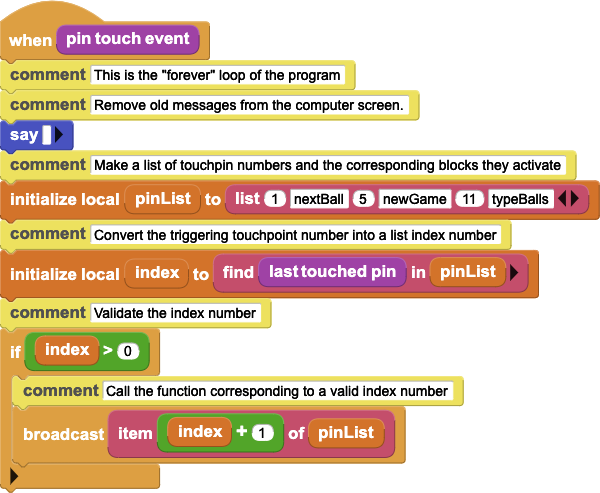 when pin touch event
comment This is the "forever" loop of the program
comment Remove old messages from the computer screen.
say
comment Make a list of touchpin numbers and the corresponding blocks they activate
initialize local pinList to list 1 nextBall 5 newGame 11 typeBalls
comment Convert the triggering touchpoint number into a list index number
initialize local index to find last touched pin in pinList
comment Validate the index number
if index > 0
comment Call the function corresponding to a valid index number
broadcast item index + 1 of pinList